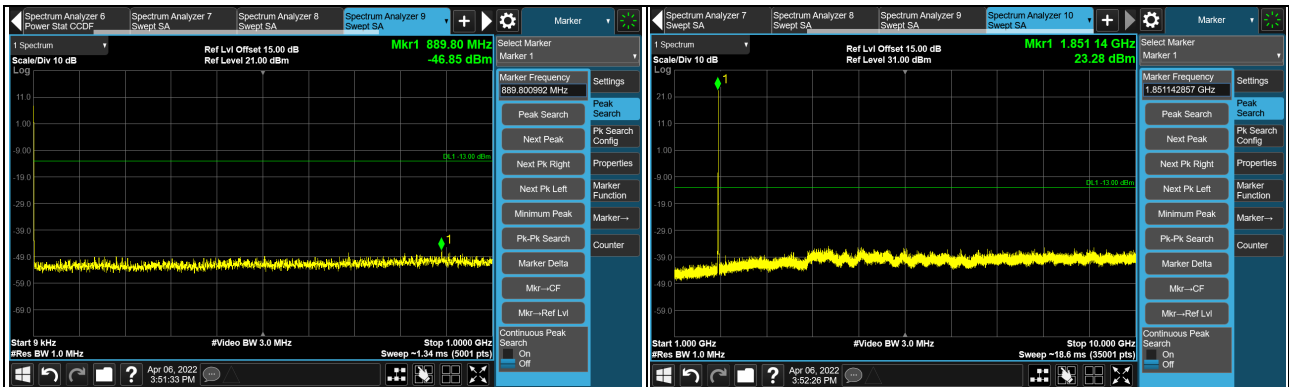 Spectrum Analyzer 6
Power Stat CCDF
Spectrum Analyzer 7
Swept SA
Spectrum Analyzer 8
Swept SA
Spectrum Analyzer 9
Swept SA
+
Marker
1 Spectrum
Scale/Div 10 dB
Log
Ref Lvl Offset 15.00 dB
Ref Level 21.00 dBm
Mkr1 889.80 MHz
-46.85 dBm
11.0
1.00
-9.00
-19.0
-29.0
-39.0
-49.0
-59.0
-69.0
DL1 -13.00 dBm
1
Start 9 kHz
#Res BW 1.0 MHz
#Video BW 3.0 MHz
Stop 1.0000 GHz
Sweep ~1.34 ms (5001 pts)
Select Marker
Marker 1
Marker Frequency
889.800992 MHz
Peak Search
Next Peak
Next Pk Right
Next Pk Left
Minimum Peak
Pk-Pk Search
Marker Delta
Mkr→CF
Mkr→Ref Lvl
Continuous Peak
Search
On
Off
Settings
Peak
Search
Pk Search
Config
Properties
Marker
Function
Marker→
Counter
?
Apr 06, 2022
3:51:33 PM
Spectrum Analyzer 7
Swept SA
Spectrum Analyzer 8
Swept SA
Spectrum Analyzer 9
Swept SA
Spectrum Analyzer 10
Swept SA
+
Marker
1 Spectrum
Scale/Div 10 dB
Log
Ref Lvl Offset 15.00 dB
Ref Level 31.00 dBm
Mkr1 1.851 14 GHz
23.28 dBm
21.0
11.0
1.00
-9.00
-19.0
-29.0
-39.0
-49.0
-59.0
DL1 -13.00 dBm
1
Start 1.000 GHz
#Res BW 1.0 MHz
#Video BW 3.0 MHz
Stop 10.000 GHz
Sweep ~18.6 ms (35001 pts)
Select Marker
Marker 1
Marker Frequency
1.851142857 GHz
Peak Search
Next Peak
Next Pk Right
Next Pk Left
Minimum Peak
Pk-Pk Search
Marker Delta
Mkr→CF
Mkr→Ref Lvl
Continuous Peak
Search
On
Off
Settings
Peak
Search
Pk Search
Config
Properties
Marker
Function
Marker→
Counter
?
Apr 06, 2022
3:52:26 PM